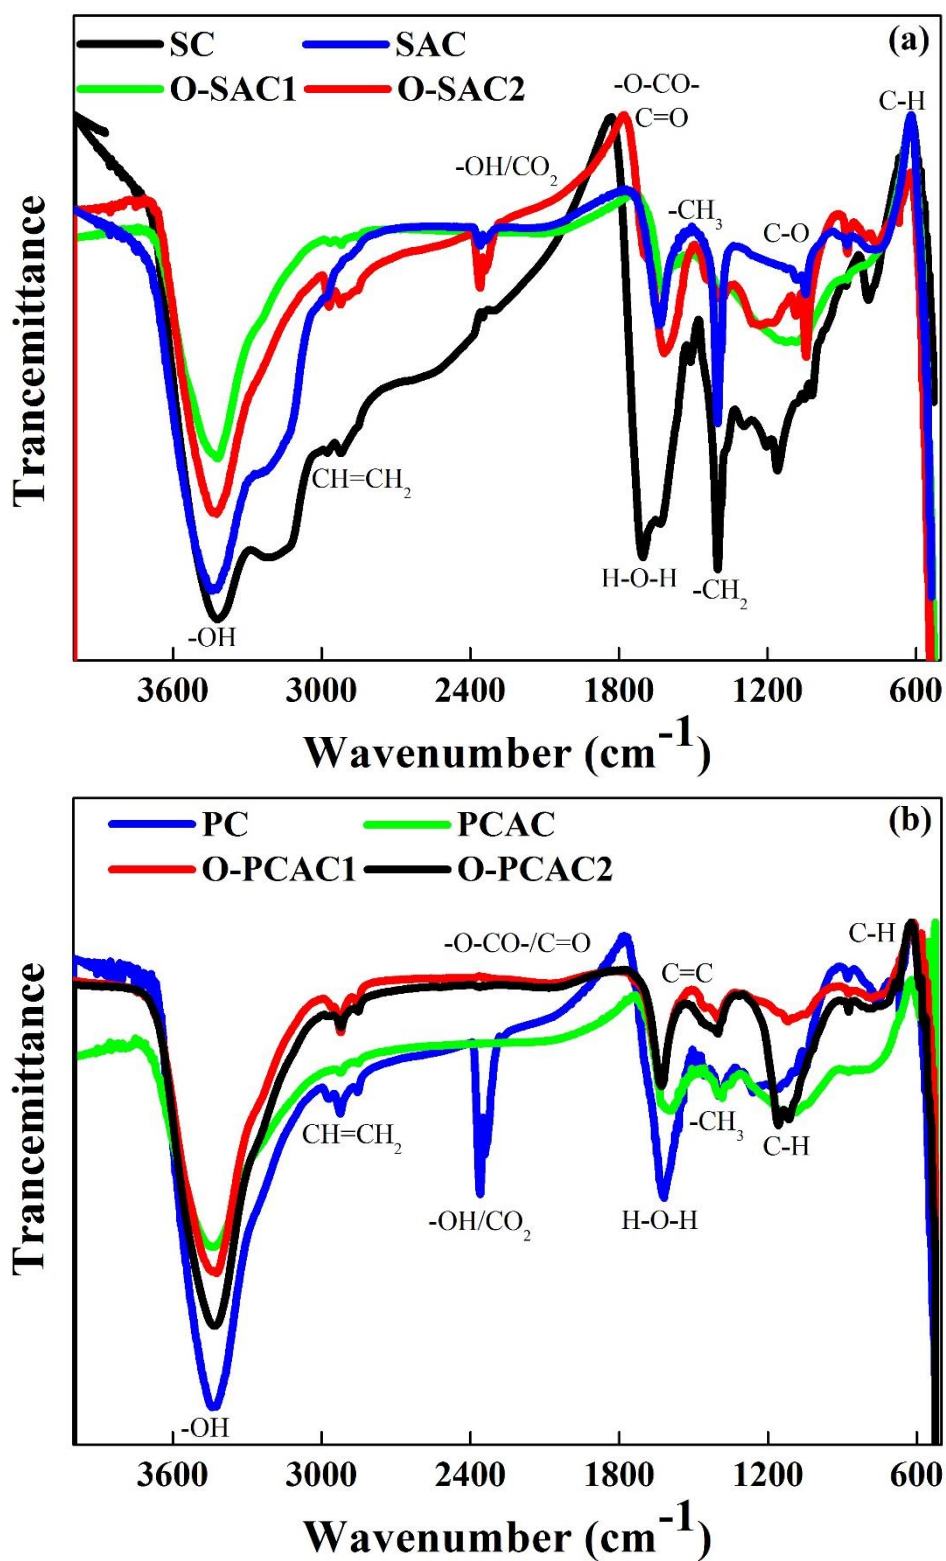 (a)
SC SAC
O-SAC1 O-SAC2
-O-CO-
C=O
C-H
-OH/CO₂
-CH₃
C-O
CH=CH₂
H-O-H
-CH₂
-OH
Trancemittance
3600 3000 2400 1800 1200 600
Wavenumber (cm⁻¹)
(b)
PC PCAC
O-PCAC1 O-PCAC2
-O-CO-/C=O
C=C
C-H
CH=CH₂
-CH₃
C-H
-OH/CO₂
H-O-H
-OH
Trancemittance
3600 3000 2400 1800 1200 600
Wavenumber (cm⁻¹)